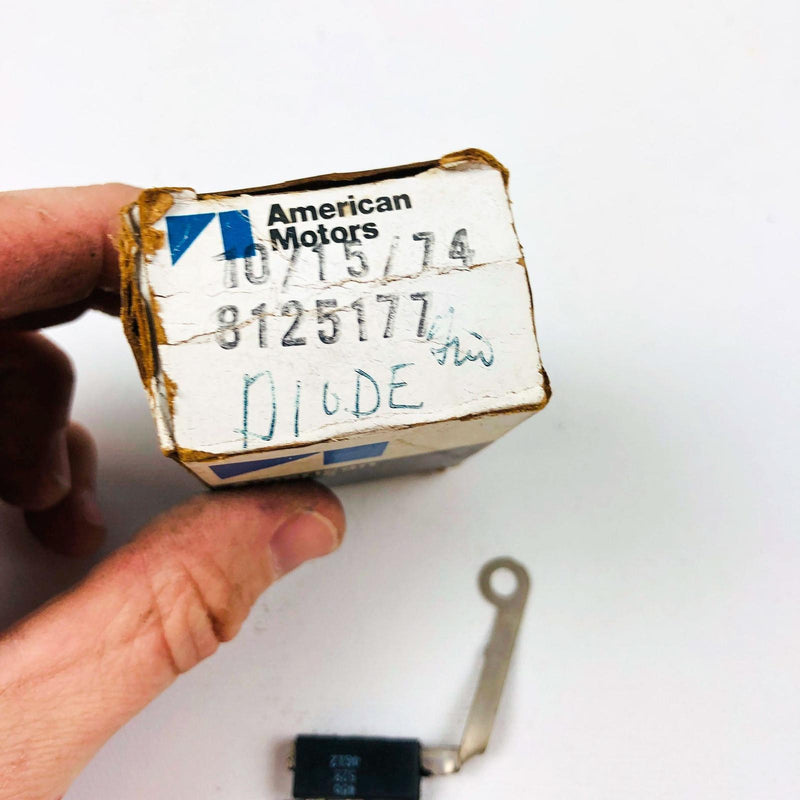 American
Motors
10/15/74
8125177
DIODE